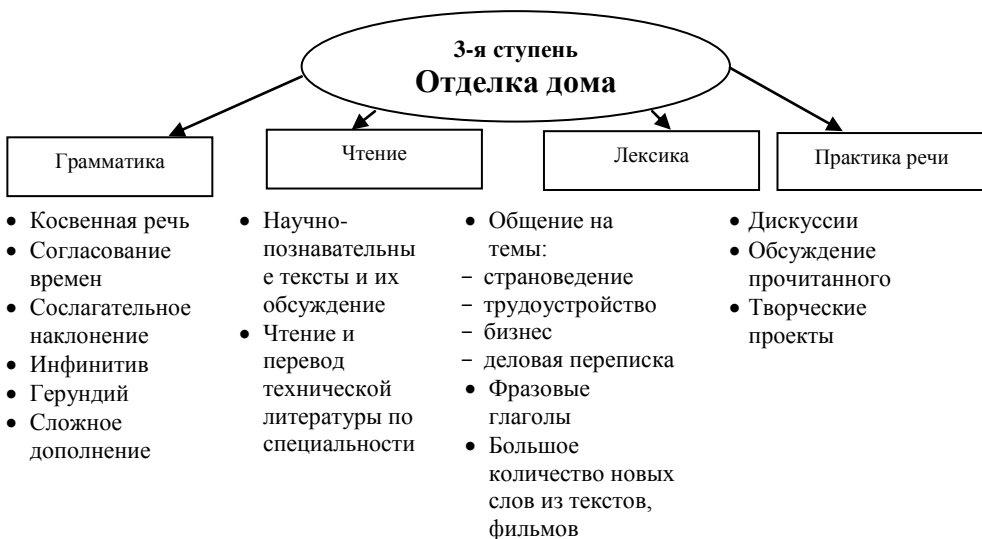 3-я ступень
Отделка дома
Грамматика
Чтение
Лексика
Практика речи
• Косвенная речь
• Согласование
времен
• Сослагательное
наклонение
• Инфинитив
• Герундий
• Сложное
дополнение
• Научно-
познавательны
е тексты и их
обсуждение
• Чтение и
перевод
технической
литературы по
специальности
• Общение на
темы:
− страноведение
− трудоустройство
− бизнес
− деловая переписка
• Фразовые
глаголы
• Большое
количество новых
слов из текстов,
фильмов
• Дискуссии
• Обсуждение
прочитанного
• Творческие
проекты